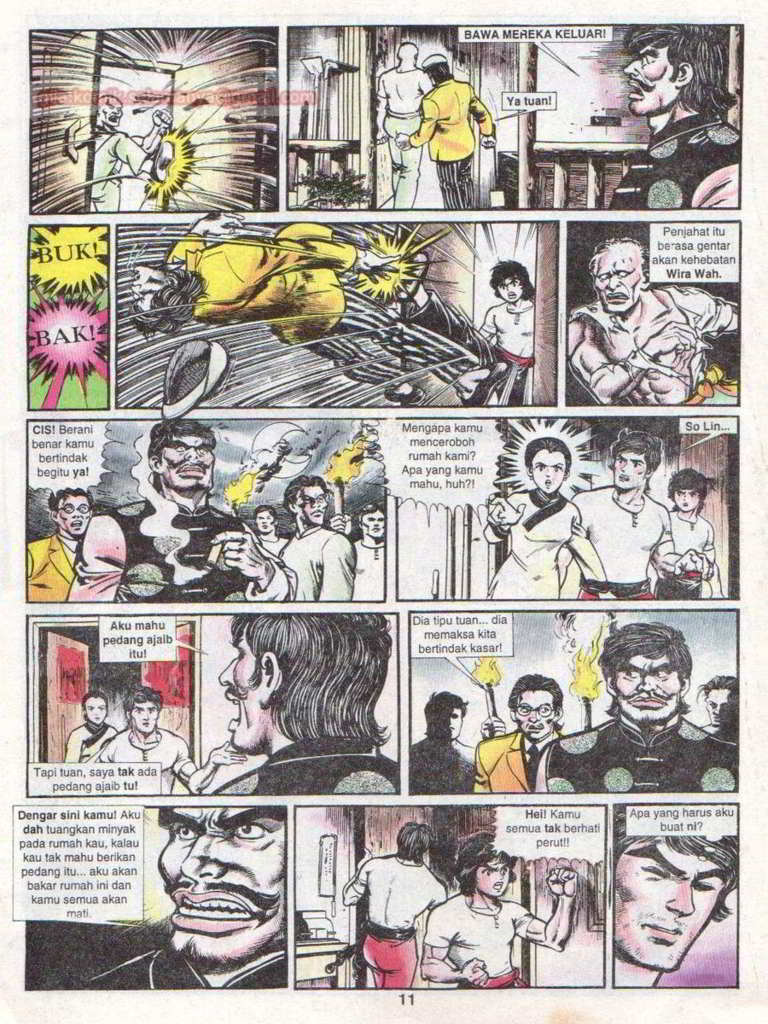 BAWA MEREKA KELUAR!
Ya tuan!
BUK!
BAK!
Penjahat itu
berasa gentar
akan kehebatan
Wira Wah.
CIS! Berani
benar kamu
bertindak
begitu ya!
Mengapa kamu
menceroboh
rumah kami?
Apa yang kamu
mahu, huh?!
So Lin...
Aku mahu
pedang ajaib
itu!
Tapi tuan, saya tak ada
pedang ajaib tu!
Dia tipu tuan... dia
memaksa kita
bertindak kasar!
Dengar sini kamu! Aku
dah tuangkan minyak
pada rumah kau, kalau
kau tak mahu berikan
pedang itu... aku akan
bakar rumah ini dan
kamu semua akan
mati.
Hei! Kamu
semua tak berhati
perut!!
Apa yang harus aku
buat ni?
11